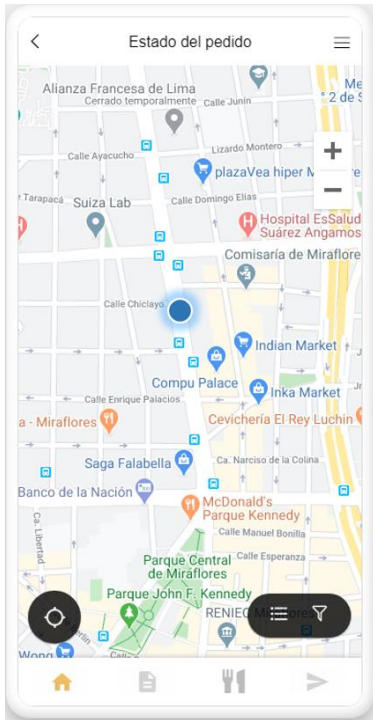 Estado del pedido
Alianza Francesa de Lima
Cerrado temporalmente
Calle Junin
Me
° 2 de S
Lizardo Montero
Calle Ayacucho
+
plazaVea hiper M
re
−
Tarapacá
Suiza Lab
Calle Domingo Elías
Hospital EsSalud
Suárez Angamos
Comisaría de Miraflore
Calle Chiclayo
Indian Market
Compu Palace
Inka Market
Calle Enrique Palacios
a - Miraflores
Cevichería El Rey Luchin
Saga Falabella
Ca. Narciso de la Colina
Banco de la Nación
McDonald's
Parque Kennedy
Ca. Libertad
Calle Manuel Bonilla
Parque Central
de Miraflores
Calle Esperanza
Parque John F. Kennedy
RENIEC
Wong
Call